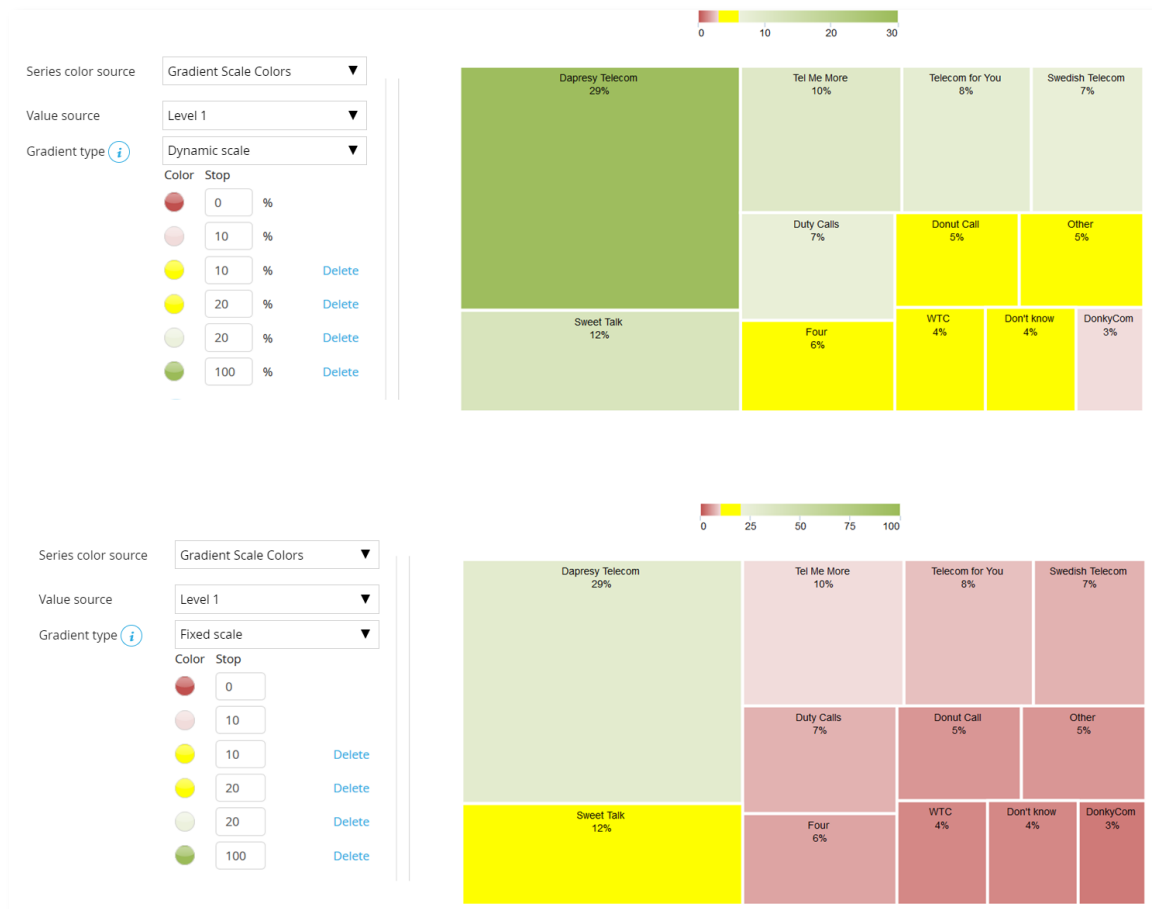 0 10 20 30
Series color source Gradient Scale Colors
Value source Level 1
Gradient type i Dynamic scale
Color Stop
0 %
10 %
10 % Delete
20 % Delete
20 % Delete
100 % Delete
Dapresy Telecom
29%
Tel Me More
10%
Telecom for You
8%
Swedish Telecom
7%
Duty Calls
7%
Donut Call
5%
Other
5%
Sweet Talk
12%
Four
6%
WTC
4%
Don't know
4%
DonkyCom
3%
0 25 50 75 100
Series color source Gradient Scale Colors
Value source Level 1
Gradient type i Fixed scale
Color Stop
0
10
10 Delete
20 Delete
20 Delete
100 Delete
Dapresy Telecom
29%
Tel Me More
10%
Telecom for You
8%
Swedish Telecom
7%
Duty Calls
7%
Donut Call
5%
Other
5%
Sweet Talk
12%
Four
6%
WTC
4%
Don't know
4%
DonkyCom
3%